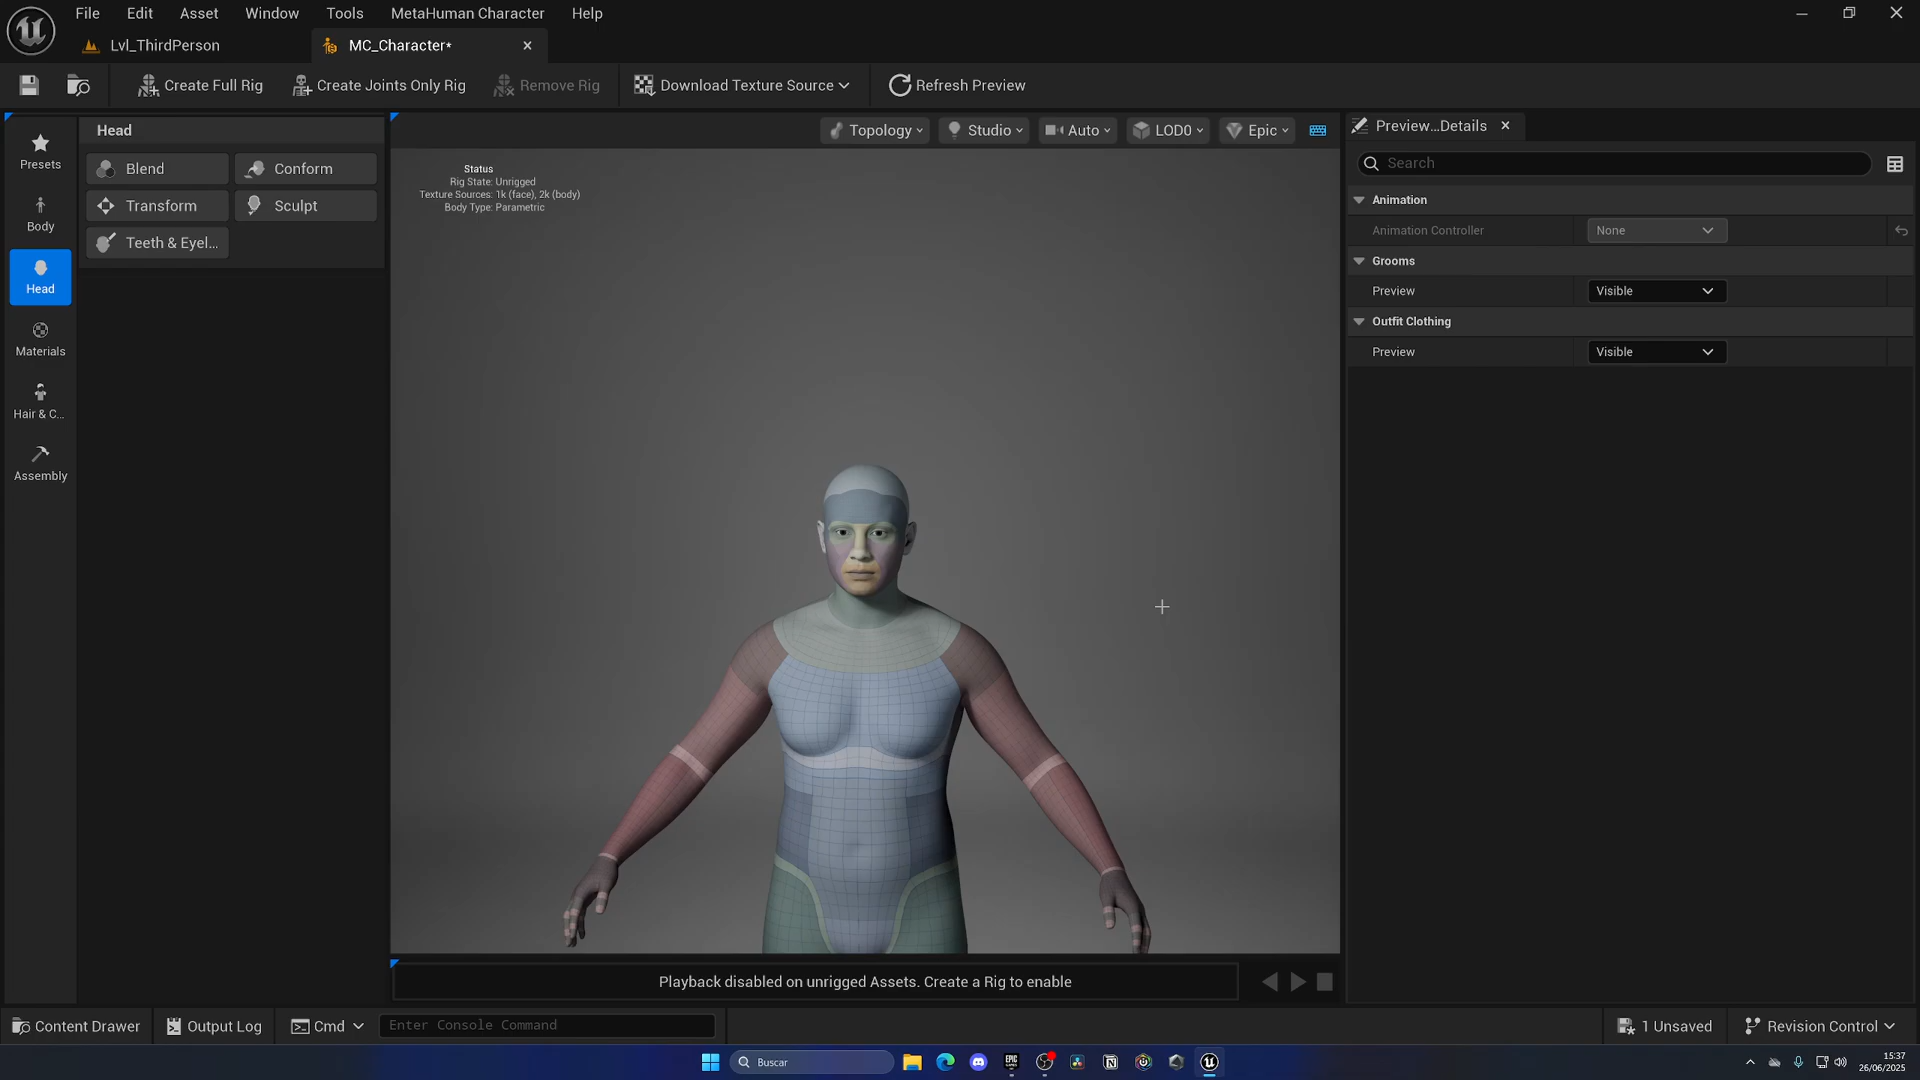 File Edit Asset Window Tools MetaHuman Character Help
Lvl_ThirdPerson MC_Character*
Create Full Rig Create Joints Only Rig Remove Rig Download Texture Source Refresh Preview
Presets
Body
Head
Materials
Hair & C...
Assembly
Head
Blend Conform
Transform Sculpt
Teeth & Eyel...
Topology Studio Auto LOD0 Epic
Status
Rig State: Unrigged
Texture Sources: 1k (face), 2k (body)
Body Type: Parametric
Preview...Details
Search
Animation
Animation Controller None
Grooms
Preview Visible
Outfit Clothing
Preview Visible
Playback disabled on unrigged Assets. Create a Rig to enable
Content Drawer Output Log Cmd Enter Console Command 1 Unsaved Revision Control
Buscar
EPIC GAMES
15:37
26/06/2025